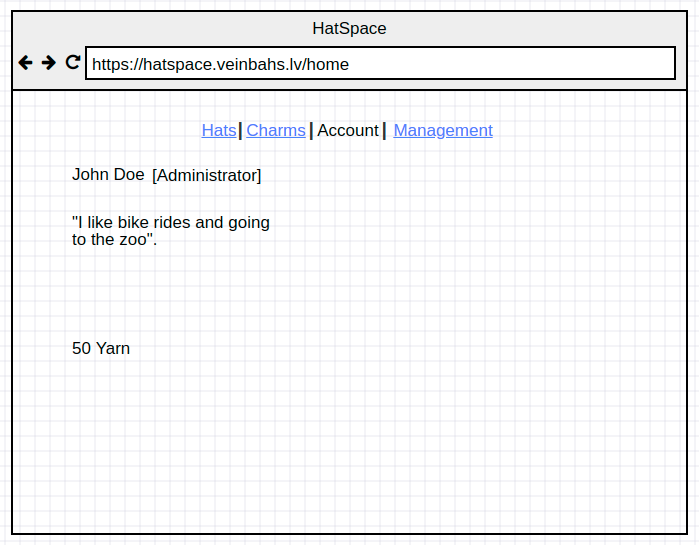 HatSpace
https://hatspace.veinbahs.lv/home
Hats | Charms | Account | Management
John Doe [Administrator]
"I like bike rides and going
to the zoo".
50 Yarn